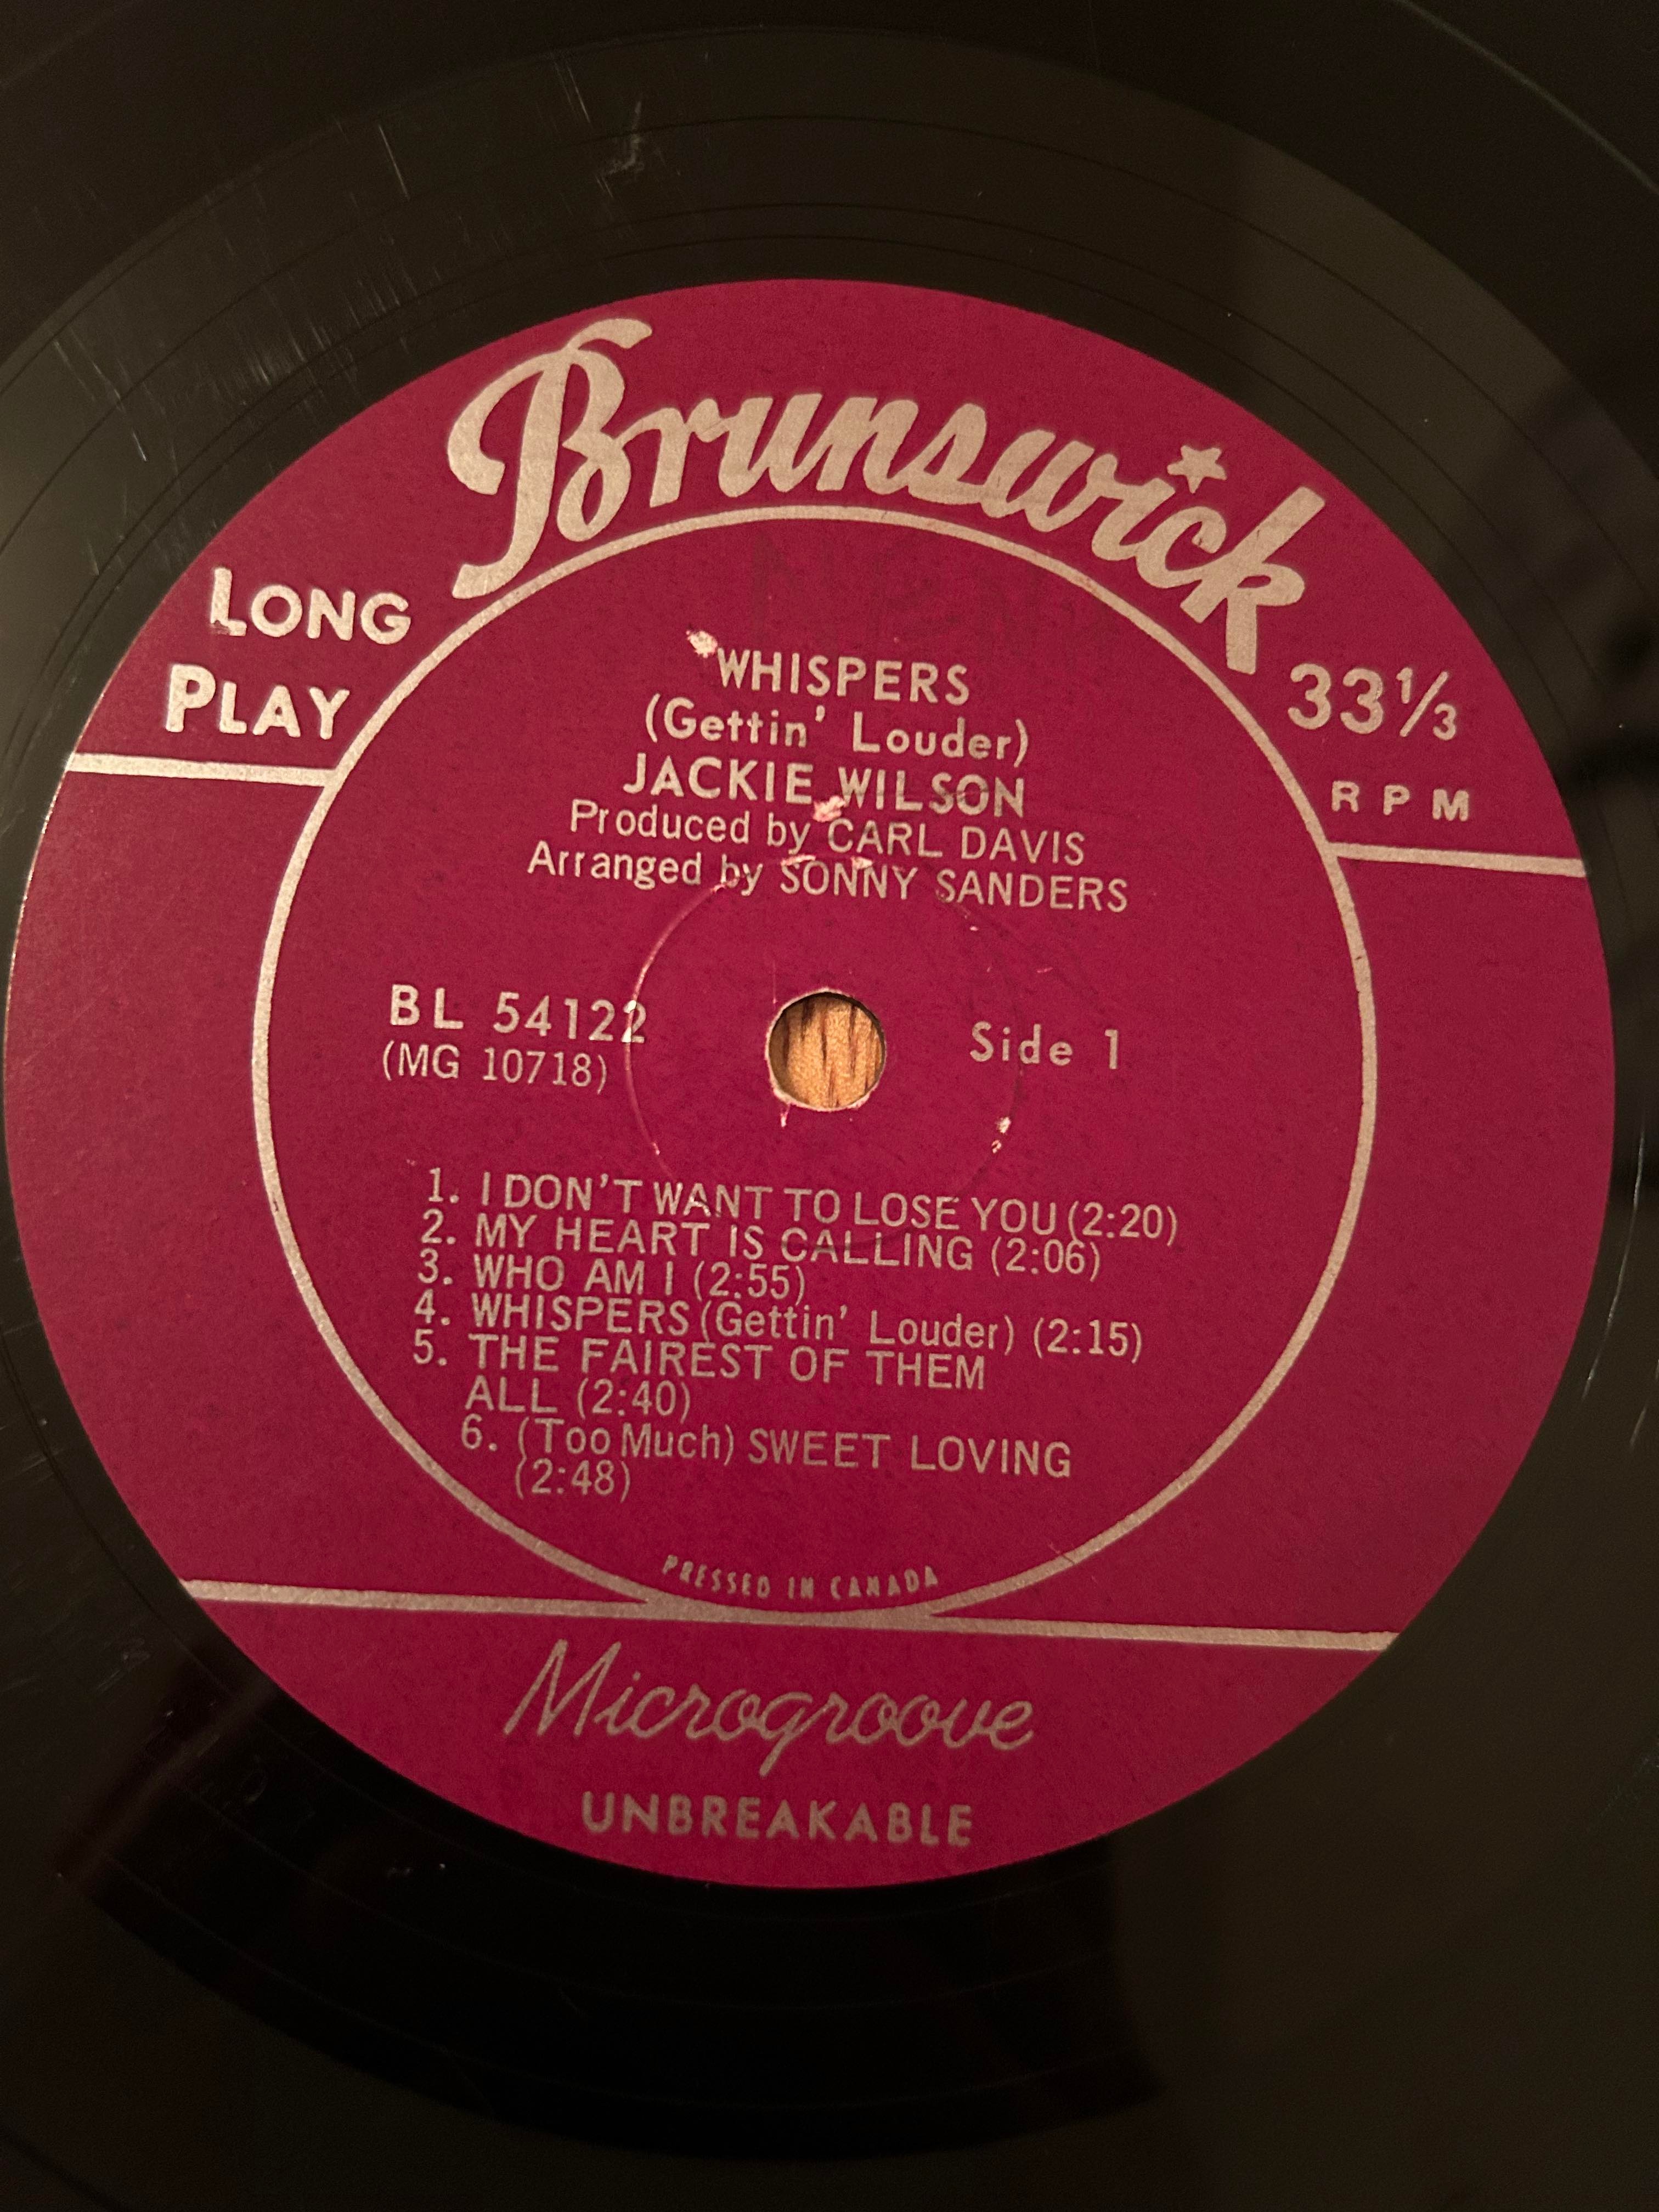 Brunswick
LONG
PLAY
33⅓
RPM
WHISPERS
(Gettin' Louder)
JACKIE WILSON
Produced by CARL DAVIS
Arranged by SONNY SANDERS
BL 54122
(MG 10718)
Side 1
1. I DON'T WANT TO LOSE YOU (2:20)
2. MY HEART IS CALLING (2:06)
3. WHO AM I (2:55)
4. WHISPERS (Gettin' Louder) (2:15)
5. THE FAIREST OF THEM
ALL (2:40)
6. (Too Much) SWEET LOVING
(2:48)
PRESSED IN CANADA
Microgroove
UNBREAKABLE